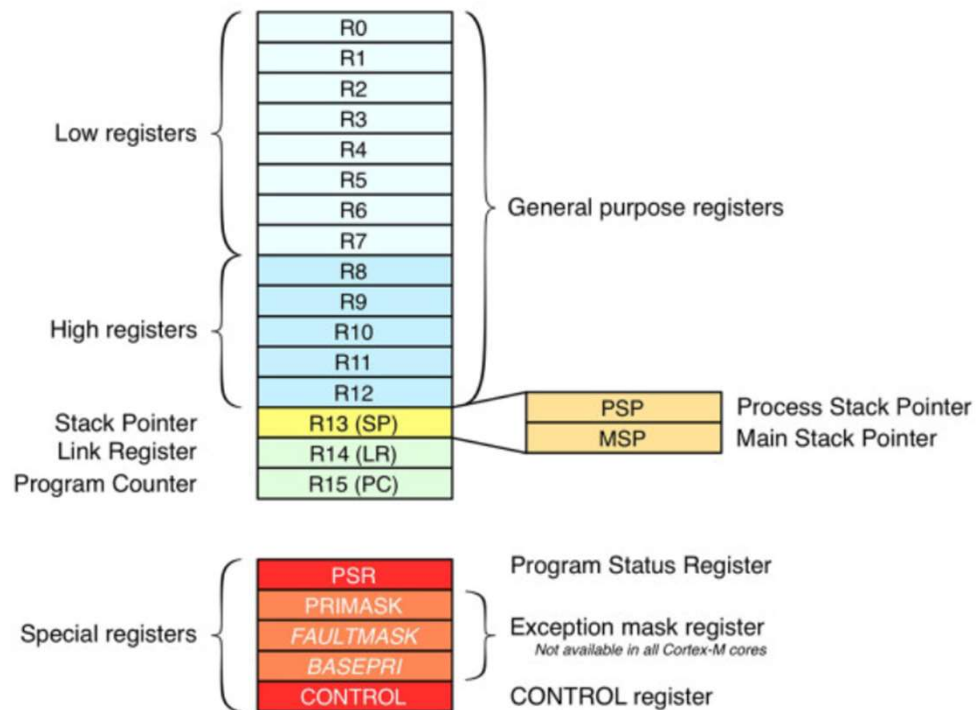 R0
R1
R2
R3
Low registers
R4
R5
R6
General purpose registers
R7
R8
R9
High registers
R10
R11
R12
PSP
Process Stack Pointer
Stack Pointer
R13 (SP)
MSP
Main Stack Pointer
Link Register
R14 (LR)
Program Counter
R15 (PC)
PSR
Program Status Register
PRIMASK
Special registers
FAULTMASK
Exception mask register
Not available in all Cortex-M cores
BASEPRI
CONTROL
CONTROL register